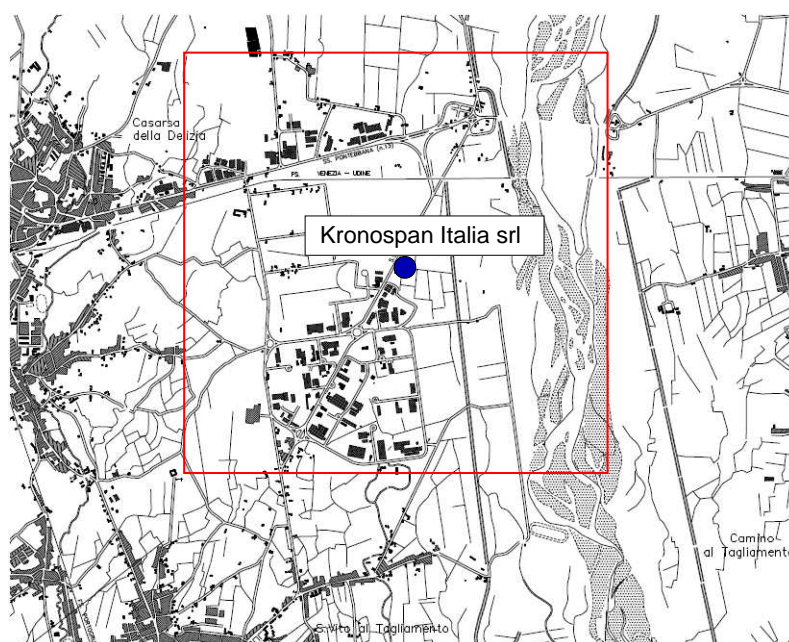 Casarsa
della Delizia
SS. PONTEBBANA (n.13)
FS. VENEZIA - UDINE
Kronospan Italia srl
T.
Camino
al Tagliamento
S.Vito al Tagliamento